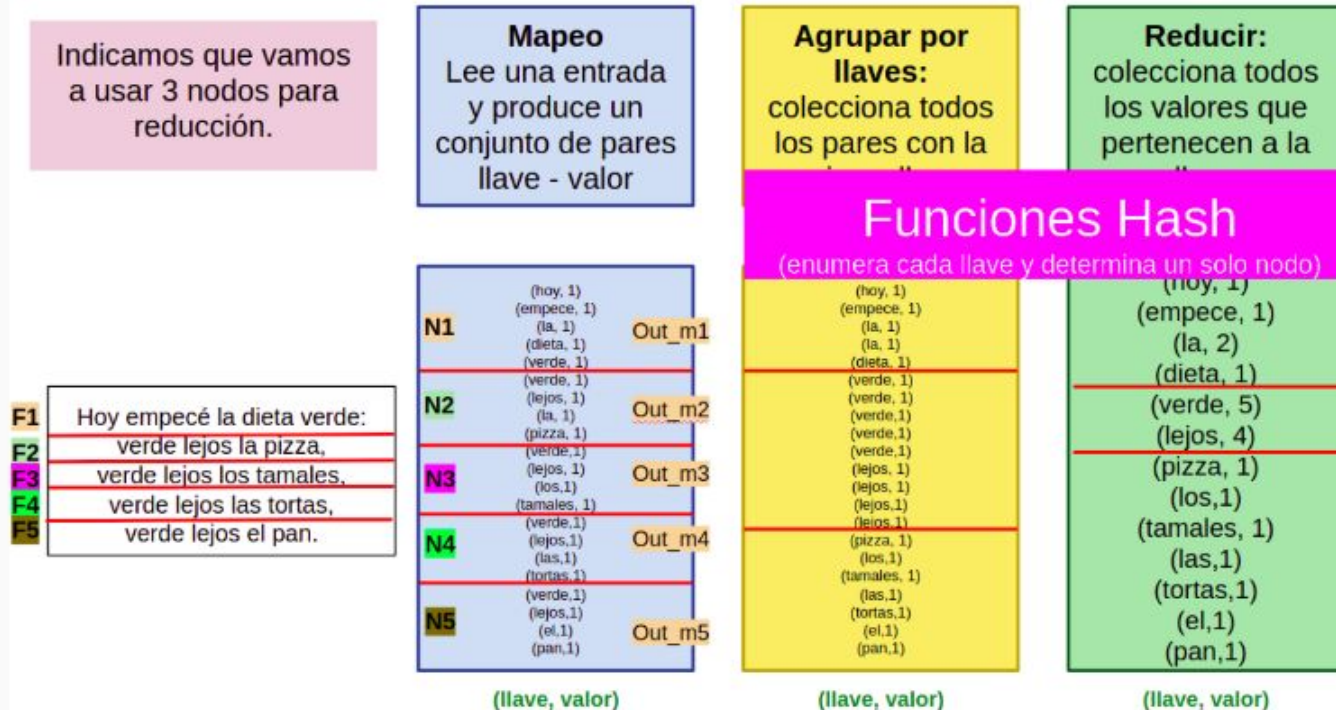 Indicamos que vamos
a usar 3 nodos para
reducción.
Mapeo
Lee una entrada
y produce un
conjunto de pares
llave - valor
Agrupar por
llaves:
colecciona todos
los pares con la
Reducir:
colecciona todos
los valores que
pertenecen a la
Funciones Hash
(enumera cada llave y determina un solo nodo)
F1
Hoy empecé la dieta verde:
F2
verde lejos la pizza,
F3
verde lejos los tamales,
F4
verde lejos las tortas,
F5
verde lejos el pan.
N1
(hoy, 1)
(empece, 1)
(la, 1)
(dieta, 1)
(verde, 1)
Out_m1
N2
(verde, 1)
(lejos, 1)
(la, 1)
(pizza, 1)
Out_m2
N3
(verde,1)
(lejos, 1)
(los,1)
(tamales, 1)
Out_m3
N4
(verde,1)
(lejos,1)
(las,1)
(tortas,1)
Out_m4
N5
(verde,1)
(lejos,1)
(el,1)
(pan,1)
Out_m5
(llave, valor)
(hoy, 1)
(empece, 1)
(la, 1)
(la, 1)
(dieta, 1)
(verde, 1)
(verde, 1)
(verde,1)
(verde,1)
(verde,1)
(lejos, 1)
(lejos, 1)
(lejos,1)
(lejos,1)
(pizza, 1)
(los,1)
(tamales, 1)
(las,1)
(tortas,1)
(el,1)
(pan,1)
(llave, valor)
(hoy, 1)
(empece, 1)
(la, 2)
(dieta, 1)
(verde, 5)
(lejos, 4)
(pizza, 1)
(los,1)
(tamales, 1)
(las,1)
(tortas,1)
(el,1)
(pan,1)
(llave, valor)